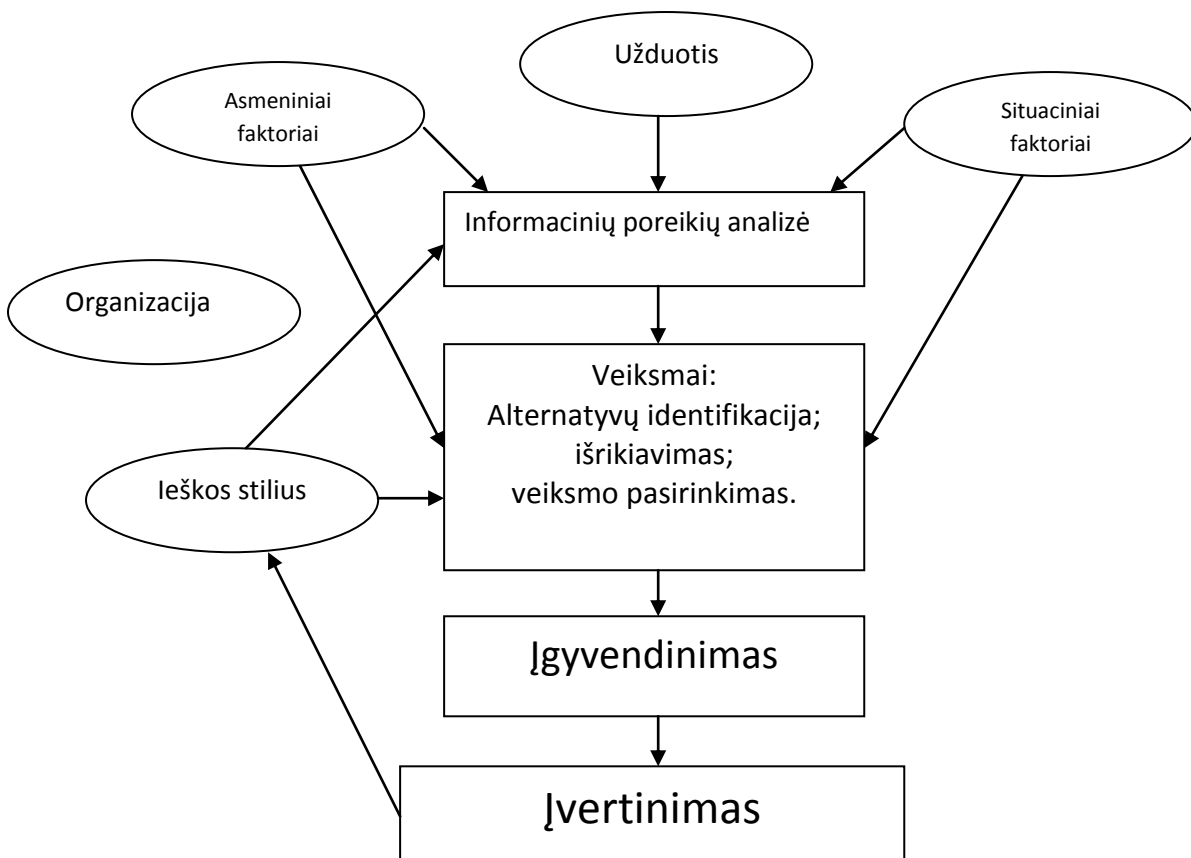 Užduotis
Asmeniniai
faktoriai
Situaciniai
faktoriai
Informacinių poreikių analizė
Organizacija
Veiksmai:
Alternatyvų identifikacija;
išrikiavimas;
veiksmo pasirinkimas.
Ieškos stilius
Įgyvendinimas
Įvertinimas